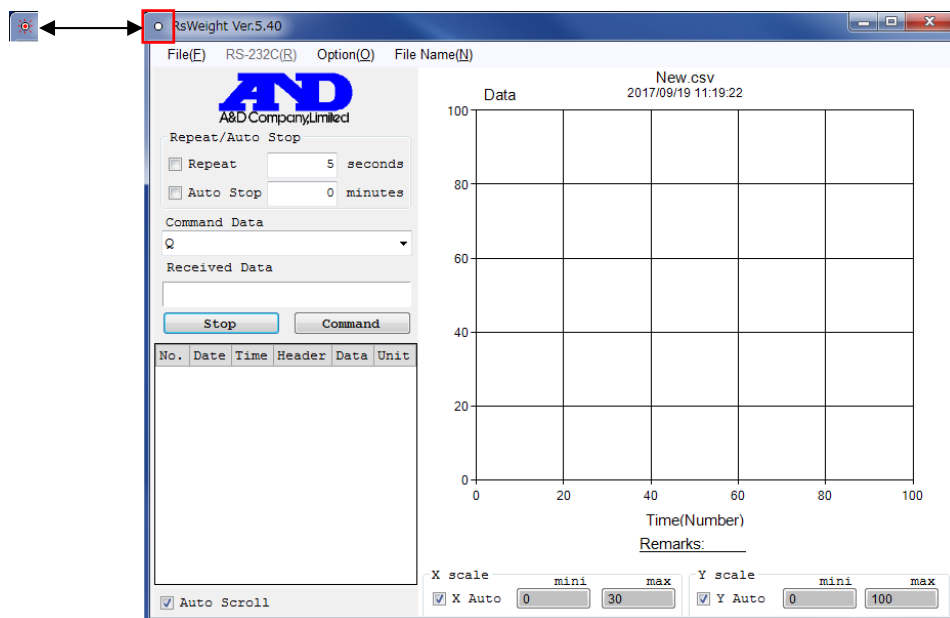 RsWeight Ver.5.40
File(F) RS-232C(R) Option(O) File Name(N)
AND
A&D Company,Limited
Repeat/Auto Stop
Repeat 5 seconds
Auto Stop 0 minutes
Command Data
Q
Received Data
Stop Command
No. Date Time Header Data Unit
Auto Scroll
New.csv
Data 2017/09/19 11:19:22
100
80
60
40
20
0
0 20 40 60 80 100
Time(Number)
Remarks:
X scale mini max
X Auto 0 30
Y scale mini max
Y Auto 0 100